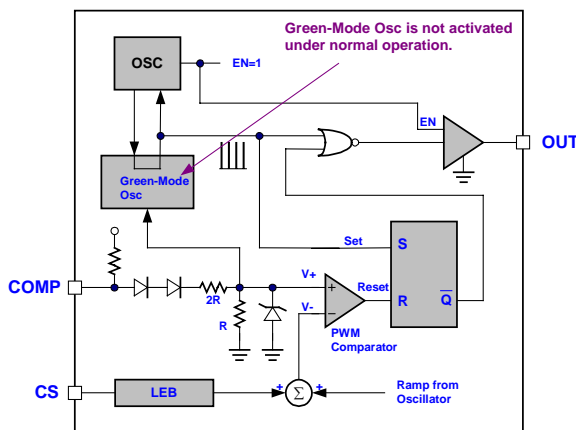 Green-Mode Osc is not activated
under normal operation.
OSC
EN=1
EN
OUT
Green-Mode
Osc
Set
S
COMP
2R
V+
Reset
R
Q
R
V-
PWM
Comparator
CS
LEB
+
Σ
+
Ramp from
Oscillator